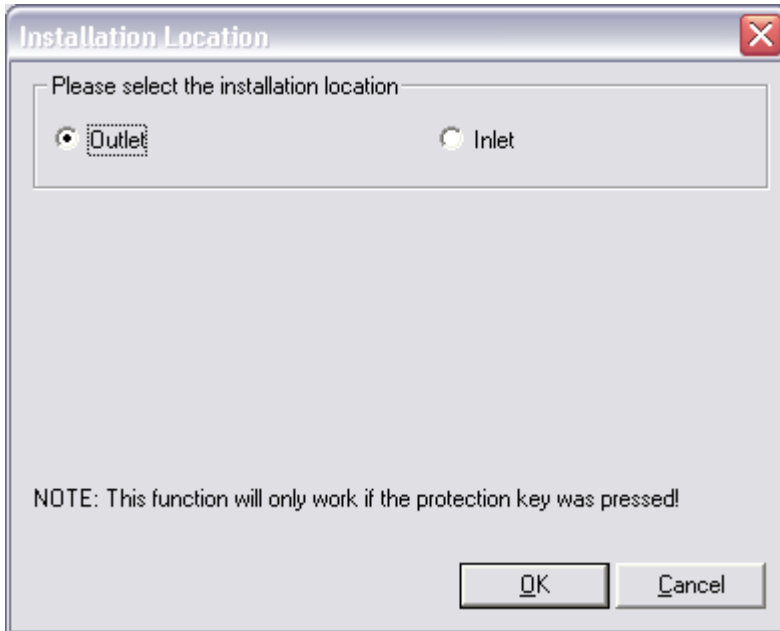 Installation Location
Please select the installation location
Outlet
Inlet
NOTE: This function will only work if the protection key was pressed!
OK
Cancel